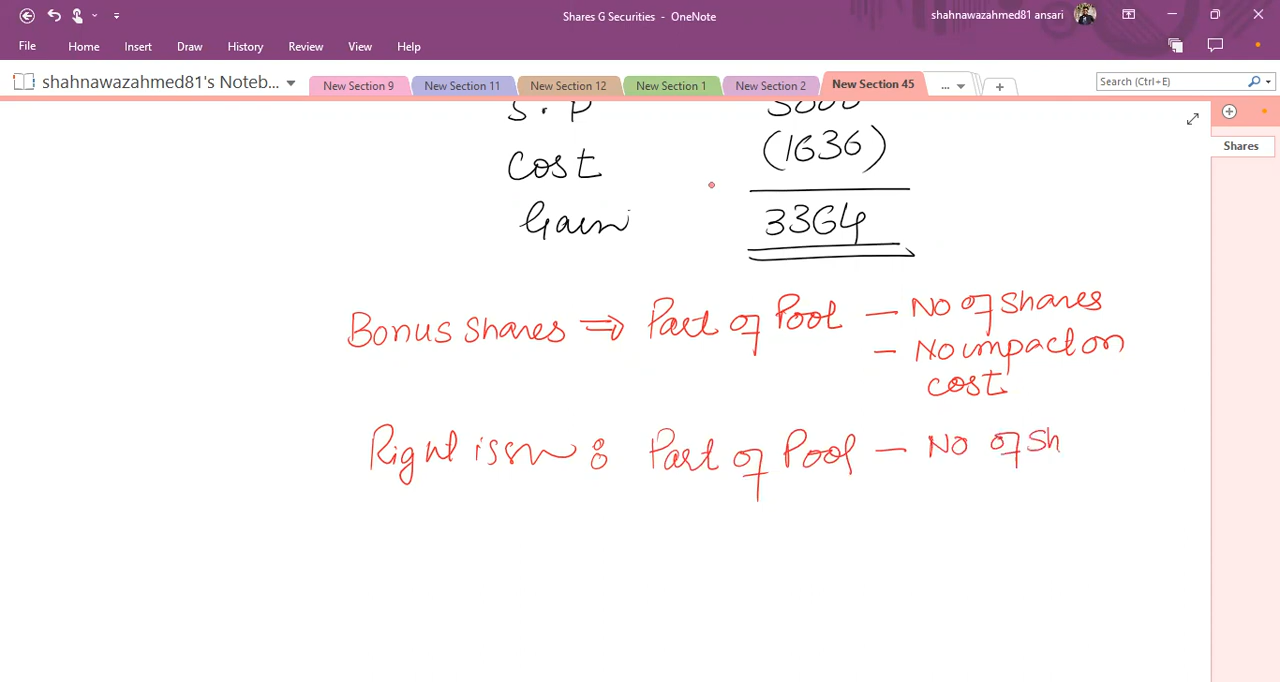 Shares G Securities - OneNote
shahnawazahmed81 ansari
File Home Insert Draw History Review View Help
shahnawazahmed81's Noteb...
New Section 9 New Section 11 New Section 12 New Section 1 New Section 2 New Section 45 ...
Search (Ctrl+E)
Shares
S.P 5000
Cost (1636)
Gain 3364
Bonus Shares ⇒ Part of Pool — No of Shares
— No impact on
cost
Right issue : Part of Pool — No of Sh